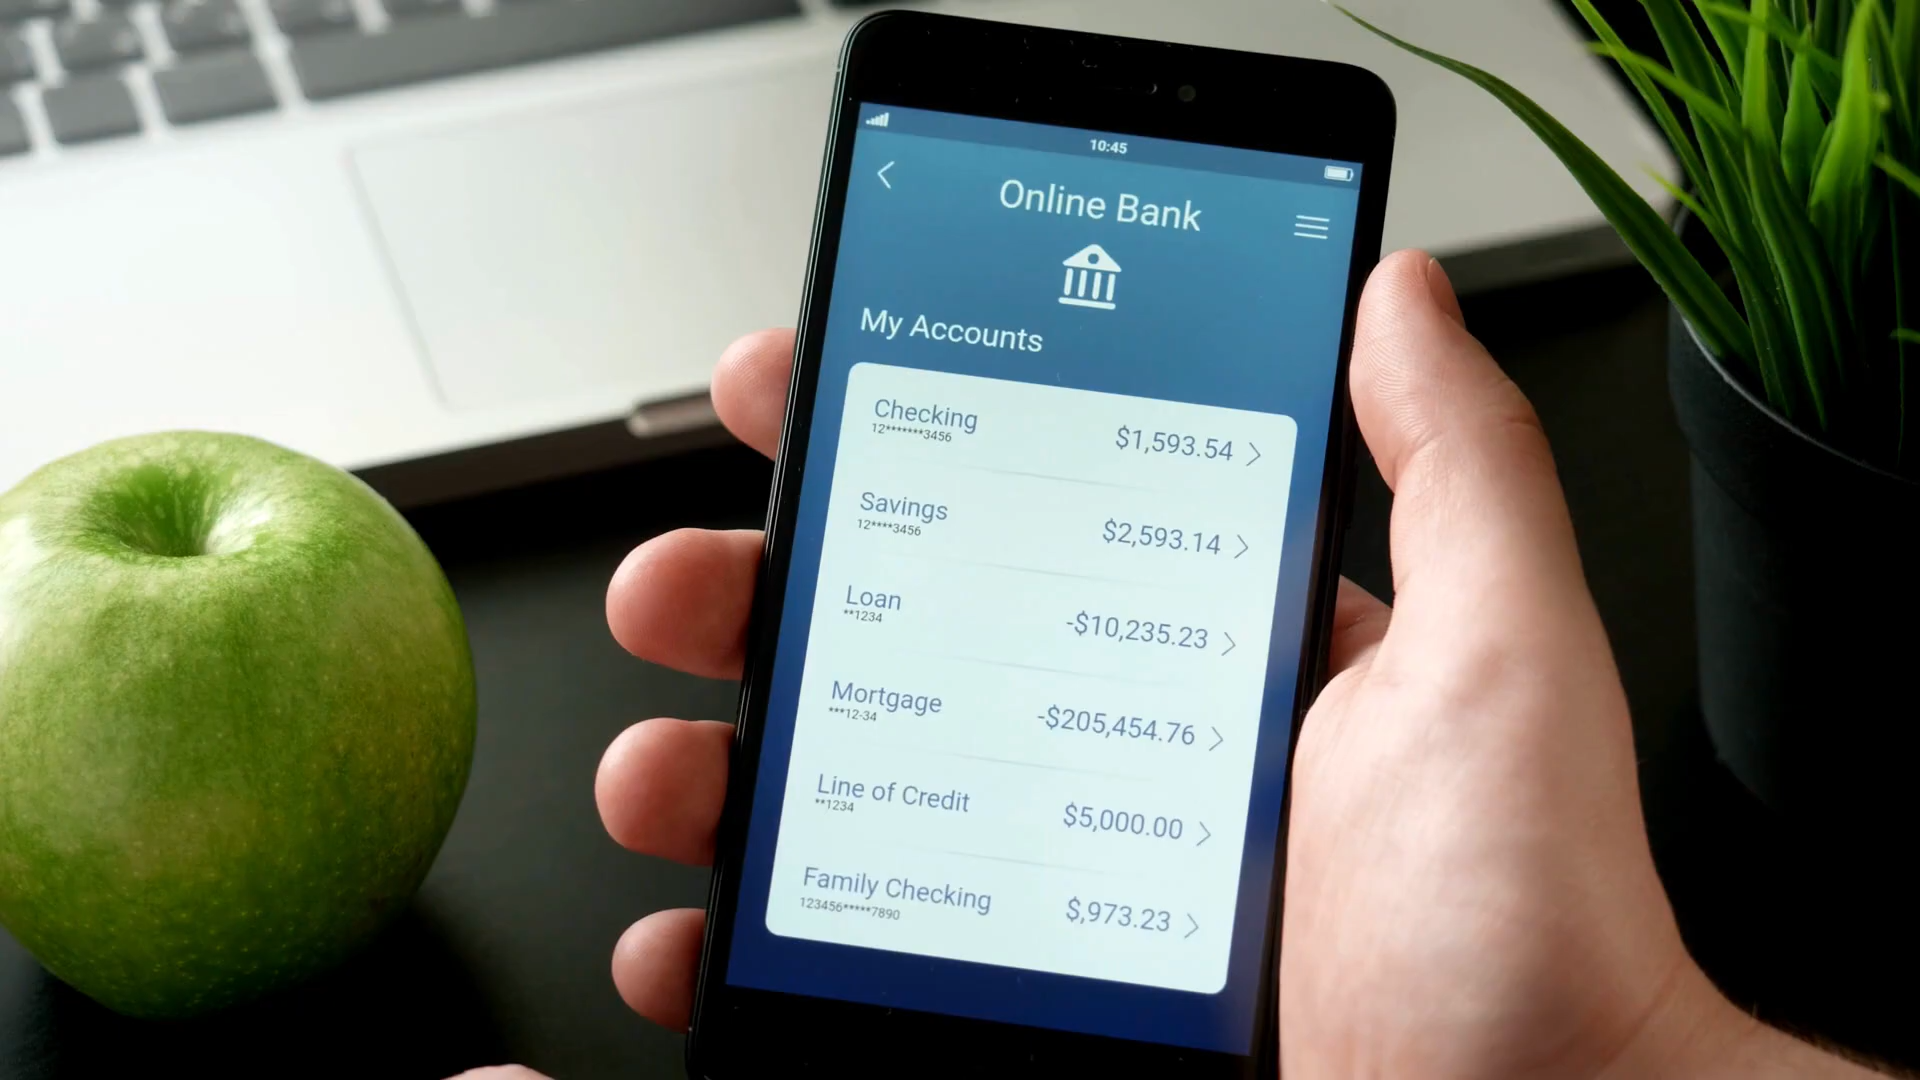 10:45
Online Bank
My Accounts
Checking $1,593.54
12*******3456
Savings $2,593.14
12****3456
Loan -$10,235.23
**1234
Mortgage -$205,454.76
***12-34
Line of Credit $5,000.00
**1234
Family Checking $,973.23
123456*****7890